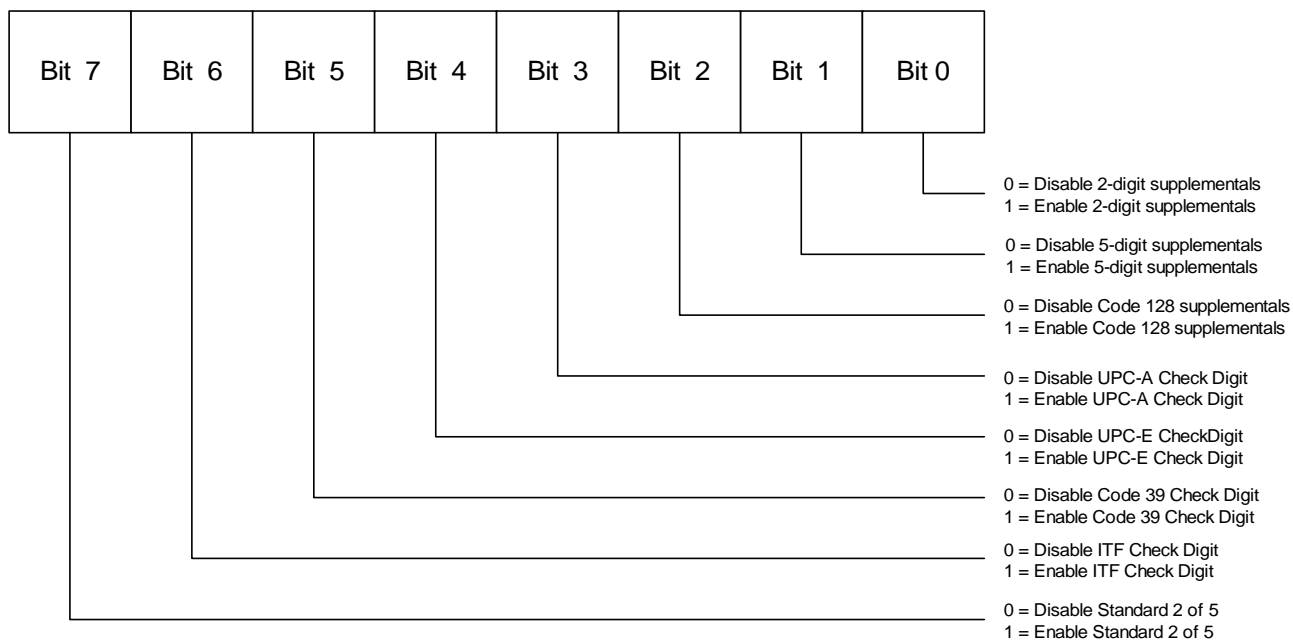 Bit 7 Bit 6 Bit 5 Bit 4 Bit 3 Bit 2 Bit 1 Bit 0
0 = Disable 2-digit supplementals
1 = Enable 2-digit supplementals
0 = Disable 5-digit supplementals
1 = Enable 5-digit supplementals
0 = Disable Code 128 supplementals
1 = Enable Code 128 supplementals
0 = Disable UPC-A Check Digit
1 = Enable UPC-A Check Digit
0 = Disable UPC-E CheckDigit
1 = Enable UPC-E Check Digit
0 = Disable Code 39 Check Digit
1 = Enable Code 39 Check Digit
0 = Disable ITF Check Digit
1 = Enable ITF Check Digit
0 = Disable Standard 2 of 5
1 = Enable Standard 2 of 5